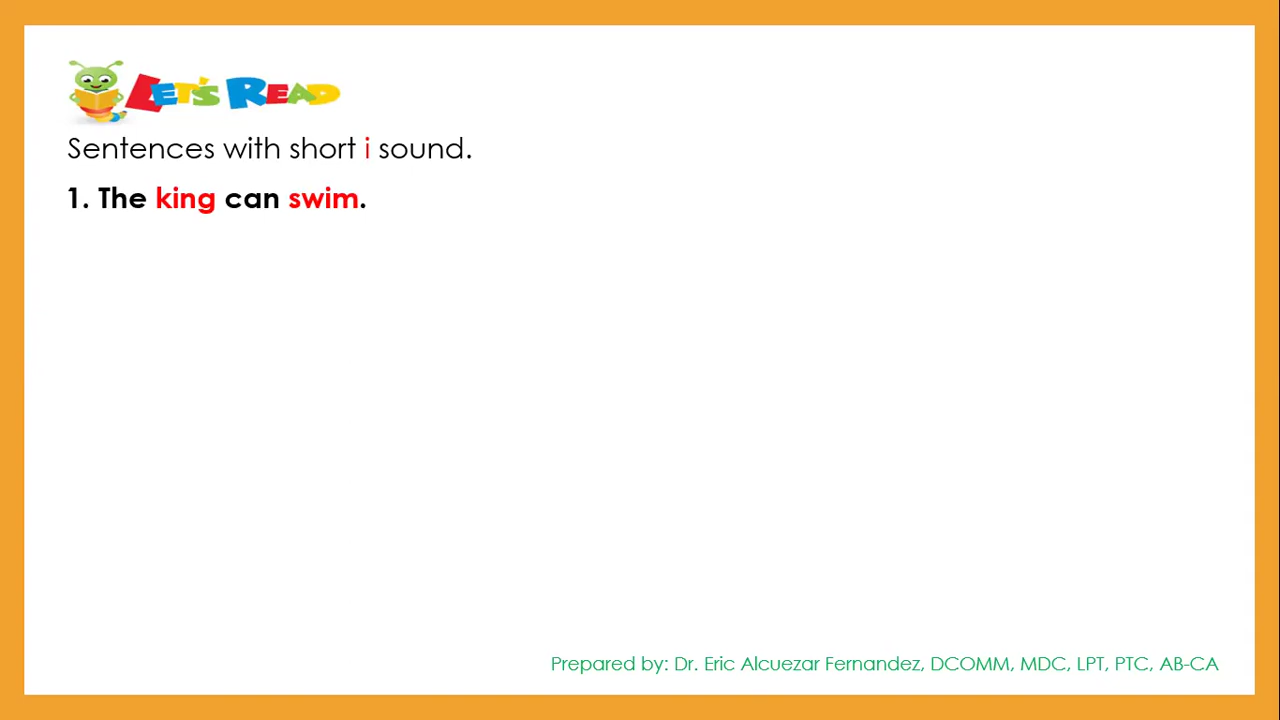 LET'S READ
Sentences with short i sound.
1. The king can swim.
Prepared by: Dr. Eric Alcuezar Fernandez, DCOMM, MDC, LPT, PTC, AB-CA